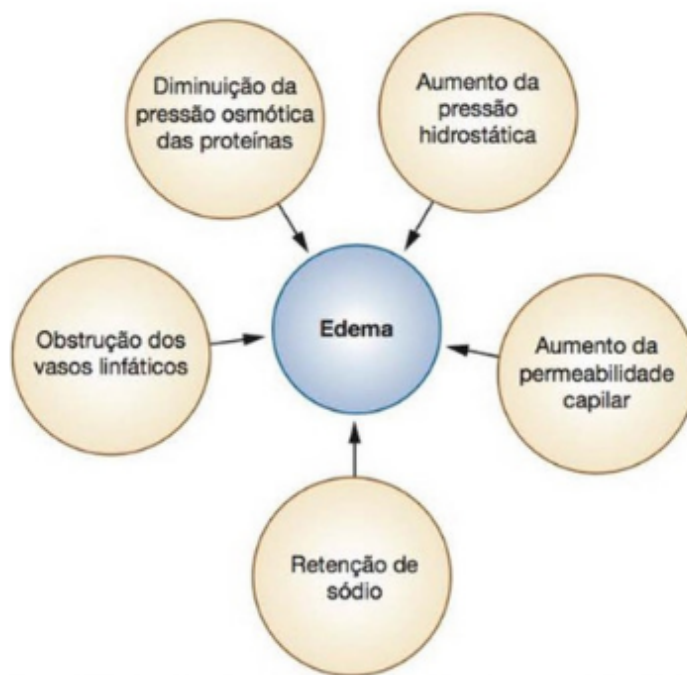 Diminuição da
pressão osmótica
das proteínas
Aumento da
pressão
hidrostática
Obstrução dos
vasos linfáticos
Edema
Aumento da
permeabilidade
capilar
Retenção de
sódio